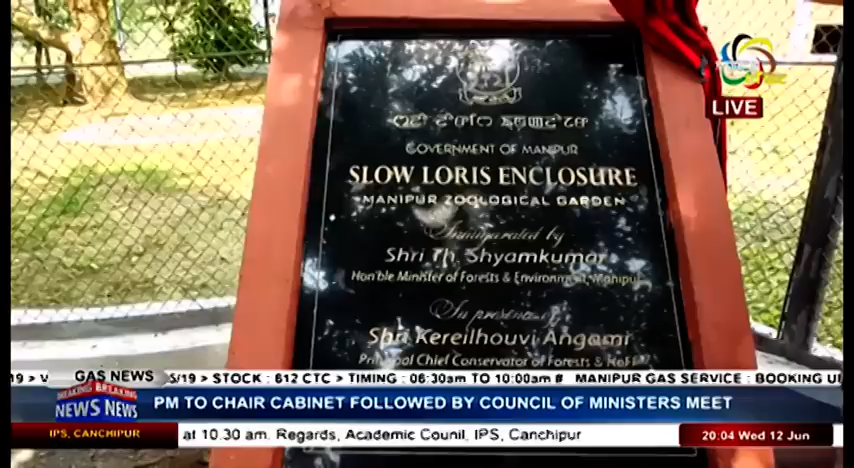 LIVE
GOVERNMENT OF MANIPUR
SLOW LORIS ENCLOSURE
MANIPUR ZOOLOGICAL GARDEN
Inaugurated by
Shri Th. Shyamkumar
Hon'ble Minister of Forests & Environment, Manipur
In presence of
Shri Kereilhouvi Angami
Principal Chief Conservator of Forests & HoFF
GAS NEWS
S/19 > STOCK : 612 CTC > TIMING : 06:30am TO 10:00am # MANIPUR GAS SERVICE : BOOKING
BREAKING
NEWS NEWS
PM TO CHAIR CABINET FOLLOWED BY COUNCIL OF MINISTERS MEET
IPS, CANCHIPUR
at 10.30 am. Regards, Academic Counil, IPS, Canchipur
20:04 Wed 12 Jun